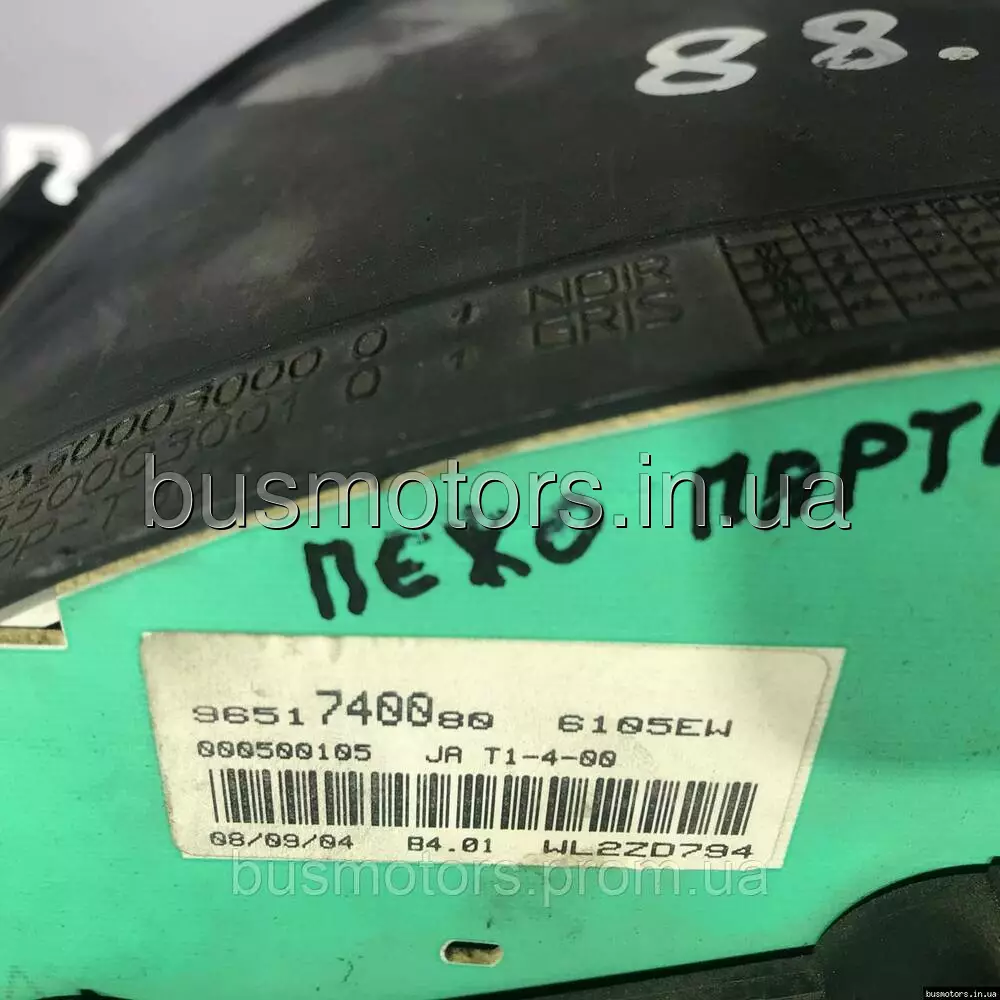 88.
NOIR
GRIS
busmotors.in.ua
ПЕЖО ПАРТ
9651740080 6105EW
000500105 JA T1-4-00
08/09/04 B4.01 WL2ZD794
busmotors.prom.ua
busmotors.in.ua